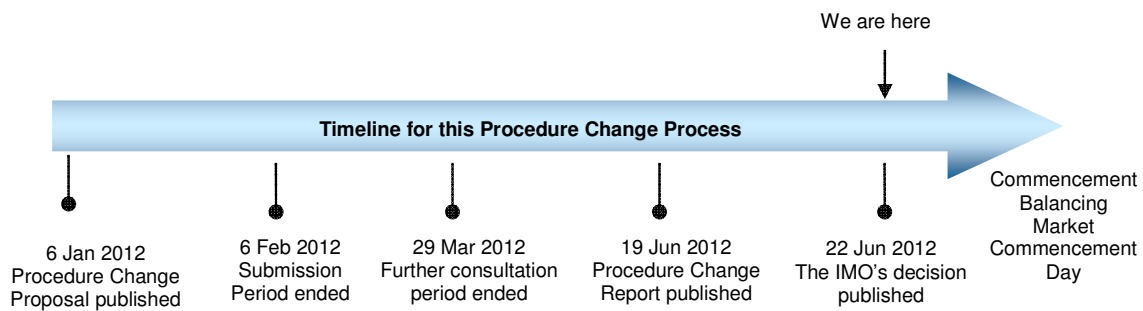 We are here
Timeline for this Procedure Change Process
6 Jan 2012
Procedure Change
Proposal published
6 Feb 2012
Submission
Period ended
29 Mar 2012
Further consultation
period ended
19 Jun 2012
Procedure Change
Report published
22 Jun 2012
The IMO's decision
published
Commencement
Balancing
Market
Commencement
Day